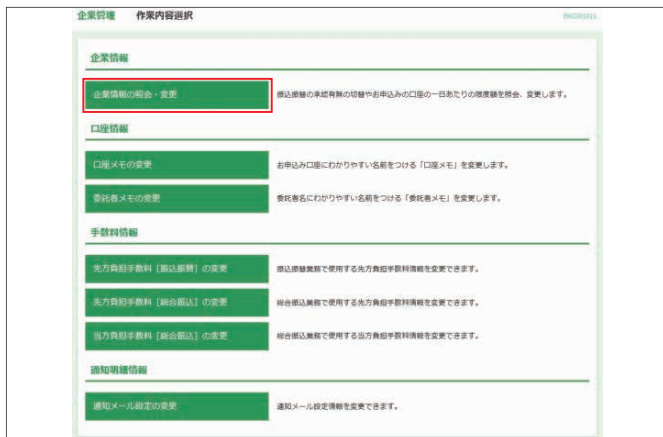 企業管理 作業内容選択
企業情報
企業情報の照会・変更 振込振替の承認有無の切替やお申込みの口座の一日あたりの限度額を照会、変更します。
口座情報
口座メモの変更 お申込み口座にわかりやすい名前をつける「口座メモ」を変更します。
委託者メモの変更 委託者名にわかりやすい名前をつける「委託者メモ」を変更します。
手数料情報
先方負担手数料［振込振替］の変更 振込振替業務で使用する先方負担手数料情報を変更できます。
先方負担手数料［総合振込］の変更 総合振込業務で使用する先方負担手数料情報を変更できます。
当方負担手数料［総合振込］の変更 総合振込業務で使用する当方負担手数料情報を変更できます。
通知明細情報
通知メール設定の変更 通知メール設定情報を変更できます。